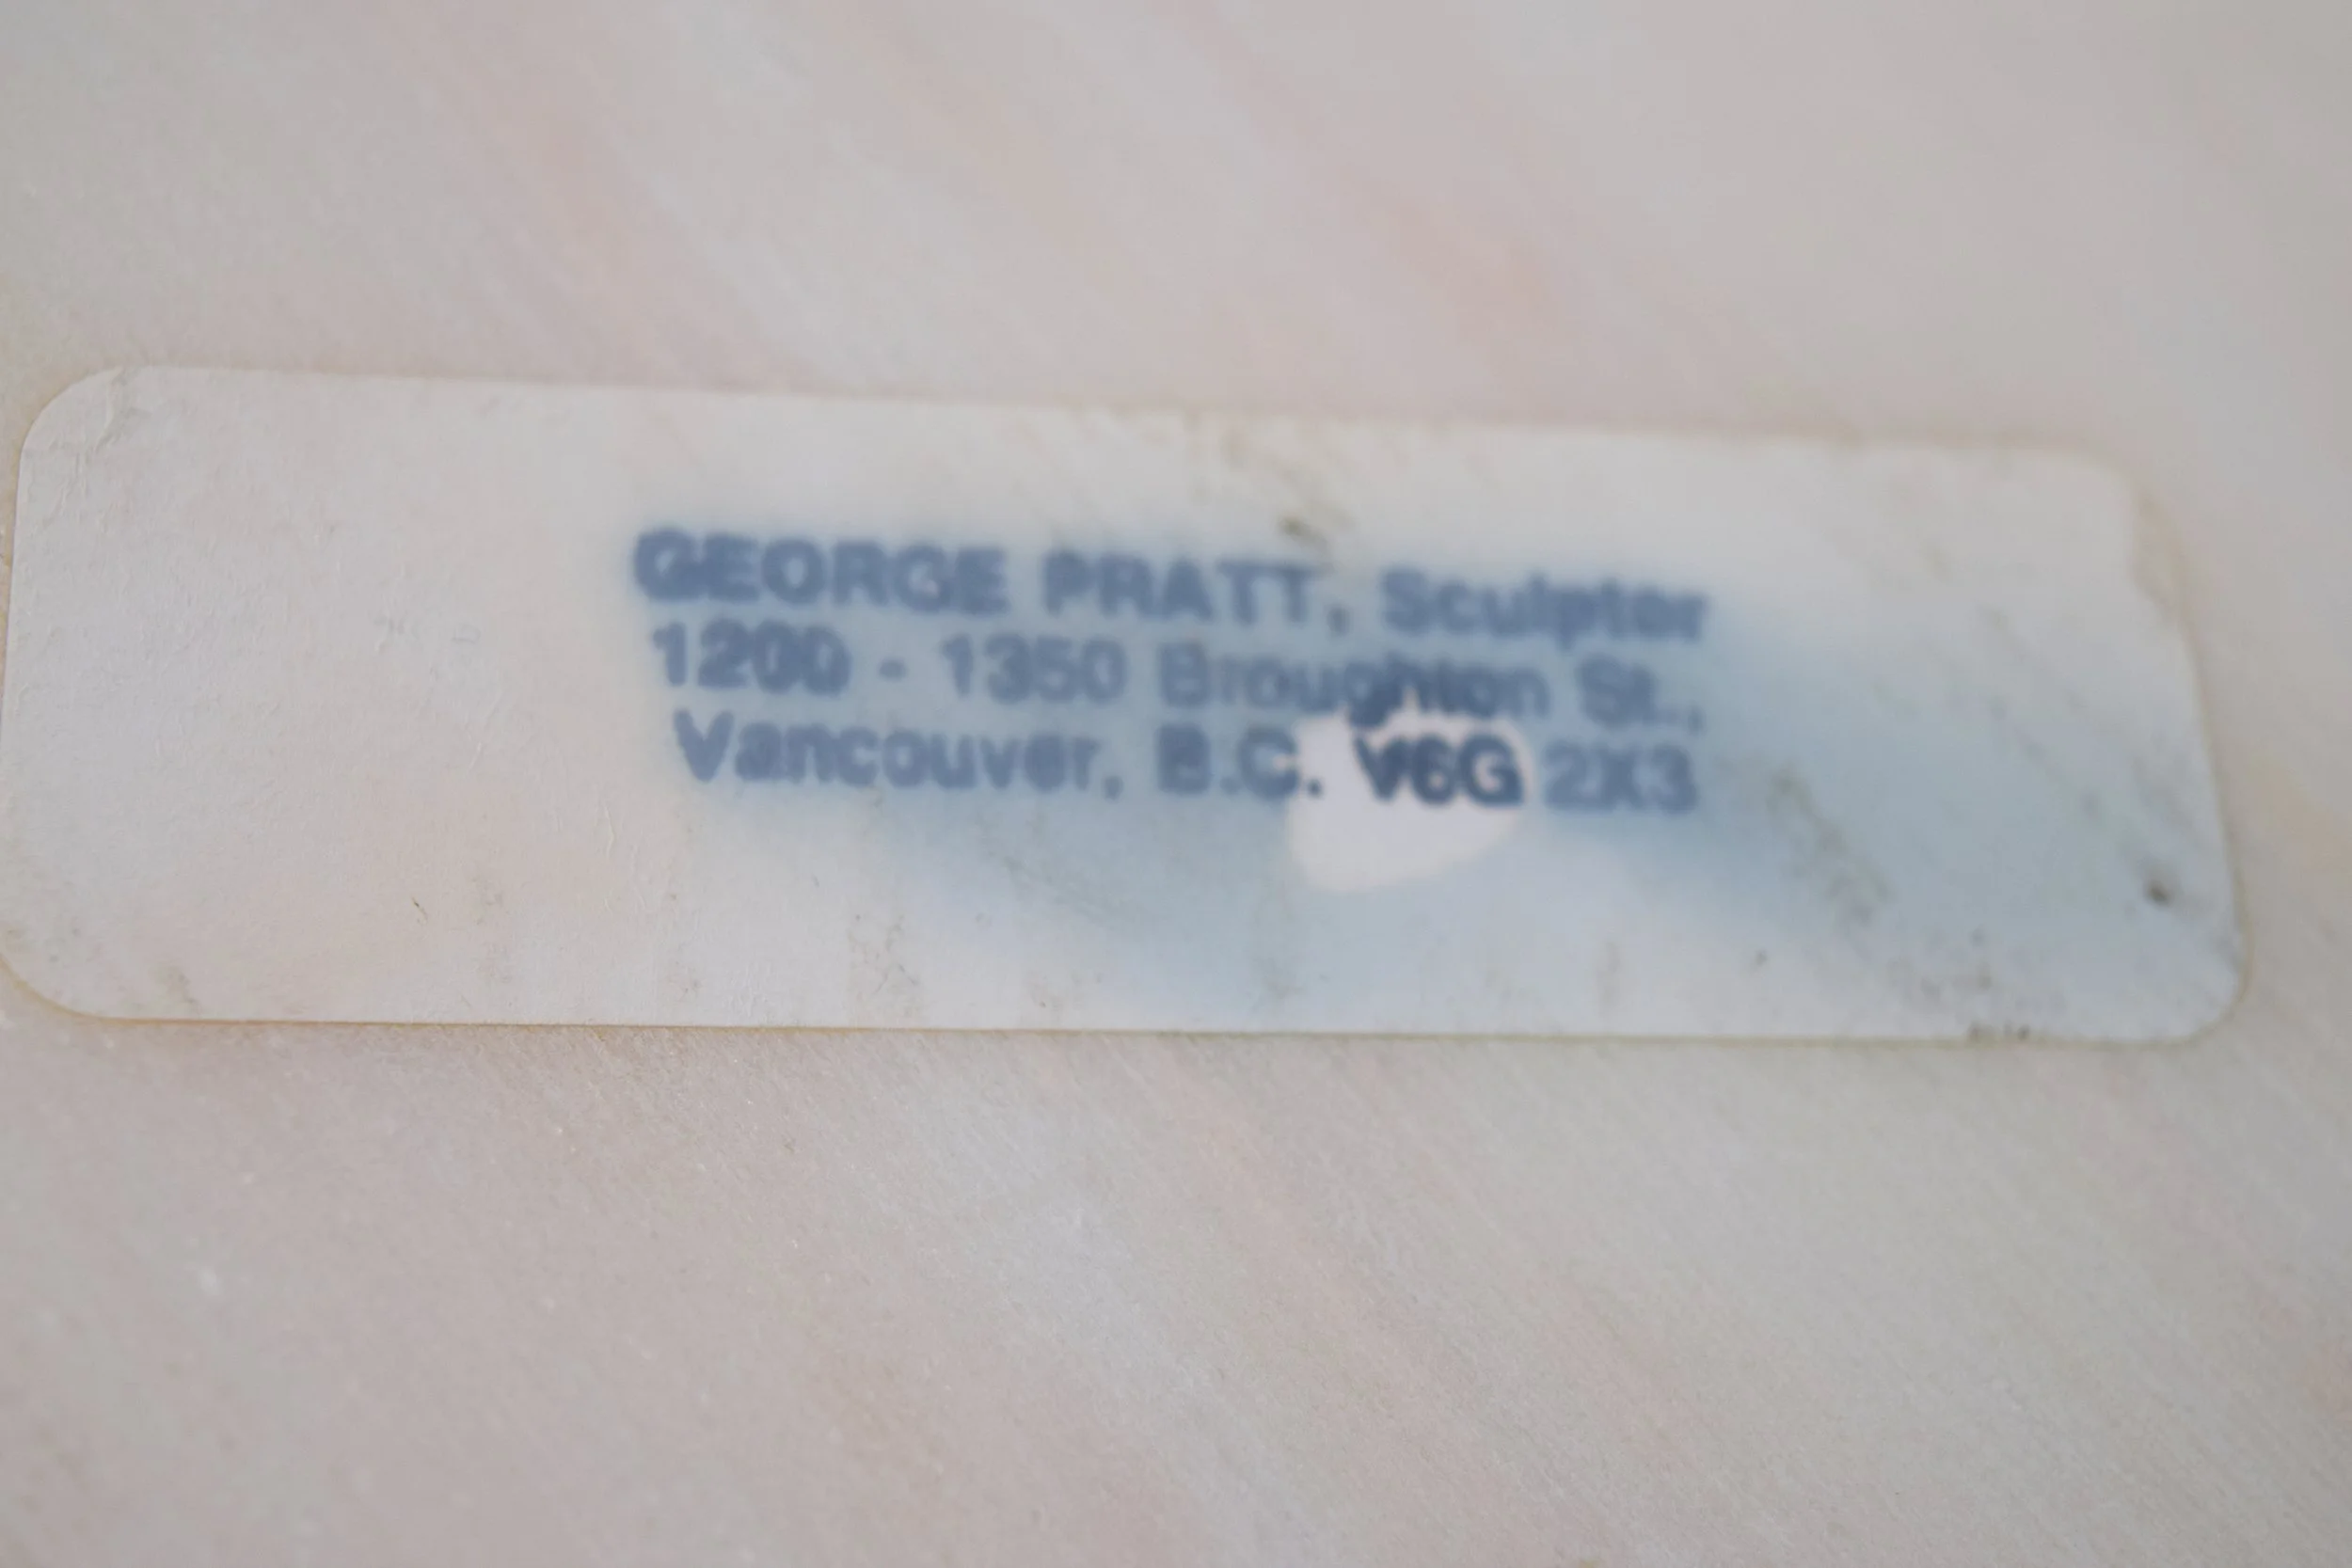 GEORGE PRATT, Sculptor
1200 - 1350 Broughton St.,
Vancouver, B.C. V6G 2X3